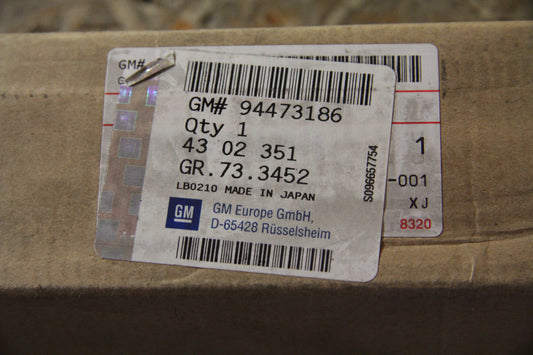 GM#
GM# 94473186
Qty 1
43 02 351
GR.73.3452
LB0210 MADE IN JAPAN
GM
GM Europe GmbH,
D-65428 Rüsselsheim
S096657754
1
-001
XJ
8320